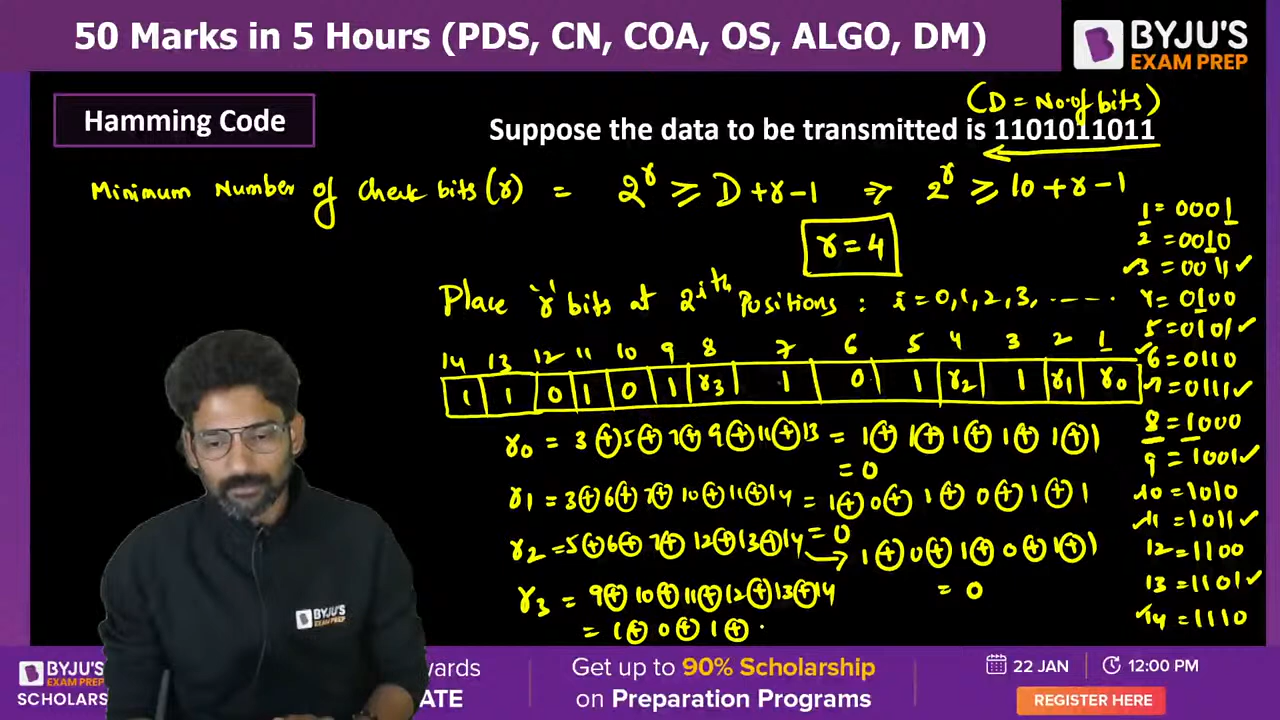 50 Marks in 5 Hours (PDS, CN, COA, OS, ALGO, DM)
BYJU'S
EXAM PREP
Hamming Code
(D = No. of bits)
Suppose the data to be transmitted is 1101011011
Minimum Number of Check bits (r) = 2^r ≥ D + r - 1 ⇒ 2^r ≥ 10 + r - 1
r = 4
Place 'r' bits at 2^i th Positions : i = 0, 1, 2, 3, ......
14 13 12 11 10 9 8 7 6 5 4 3 2 1
1 1 0 1 0 1 r3 1 0 1 r2 1 r1 r0
r0 = 3 ⊕ 5 ⊕ 7 ⊕ 9 ⊕ 11 ⊕ 13 = 1 ⊕ 1 ⊕ 1 ⊕ 1 ⊕ 1 ⊕ 1
= 0
r1 = 3 ⊕ 6 ⊕ 7 ⊕ 10 ⊕ 11 ⊕ 14 = 1 ⊕ 0 ⊕ 1 ⊕ 0 ⊕ 1 ⊕ 1
= 0
r2 = 5 ⊕ 6 ⊕ 7 ⊕ 12 ⊕ 13 ⊕ 14 → 1 ⊕ 0 ⊕ 1 ⊕ 0 ⊕ 1 ⊕ 1
= 0
r3 = 9 ⊕ 10 ⊕ 11 ⊕ 12 ⊕ 13 ⊕ 14
= 1 ⊕ 0 ⊕ 1 ⊕ .
1 = 0001
2 = 0010
✓3 = 0011 ✓
4 = 0100
5 = 0101 ✓
✓6 = 0110
✓7 = 0111 ✓
8 = 1000
9 = 1001 ✓
✓10 = 1010
✓11 = 1011 ✓
12 = 1100
13 = 1101 ✓
✓14 = 1110
BYJU'S
EXAM PREP
BYJU'S
SCHOLARS
wards
ATE
Get up to 90% Scholarship
on Preparation Programs
22 JAN
12:00 PM
REGISTER HERE